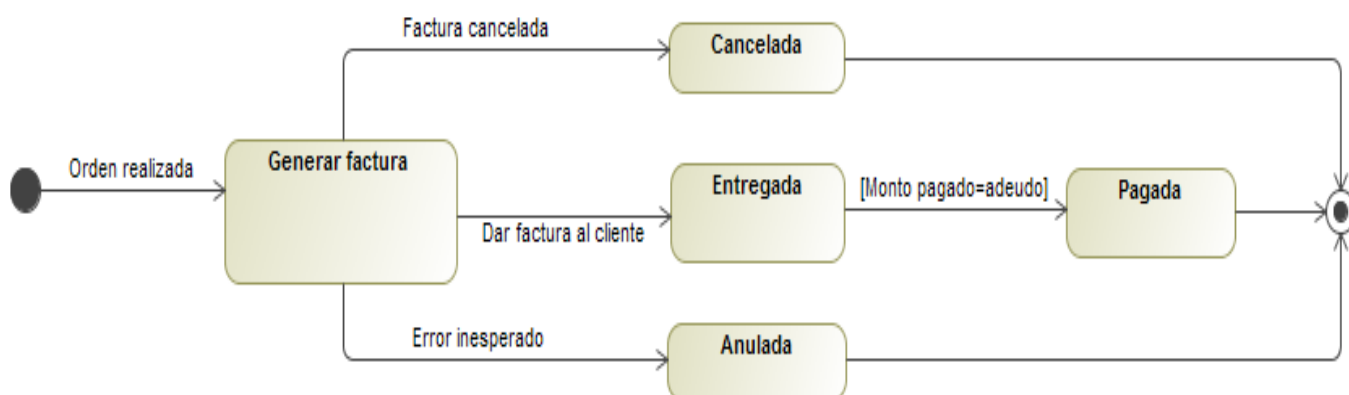 Factura cancelada
Cancelada
Orden realizada
Generar factura
Entregada
[Monto pagado=adeudo]
Pagada
Dar factura al cliente
Error inesperado
Anulada